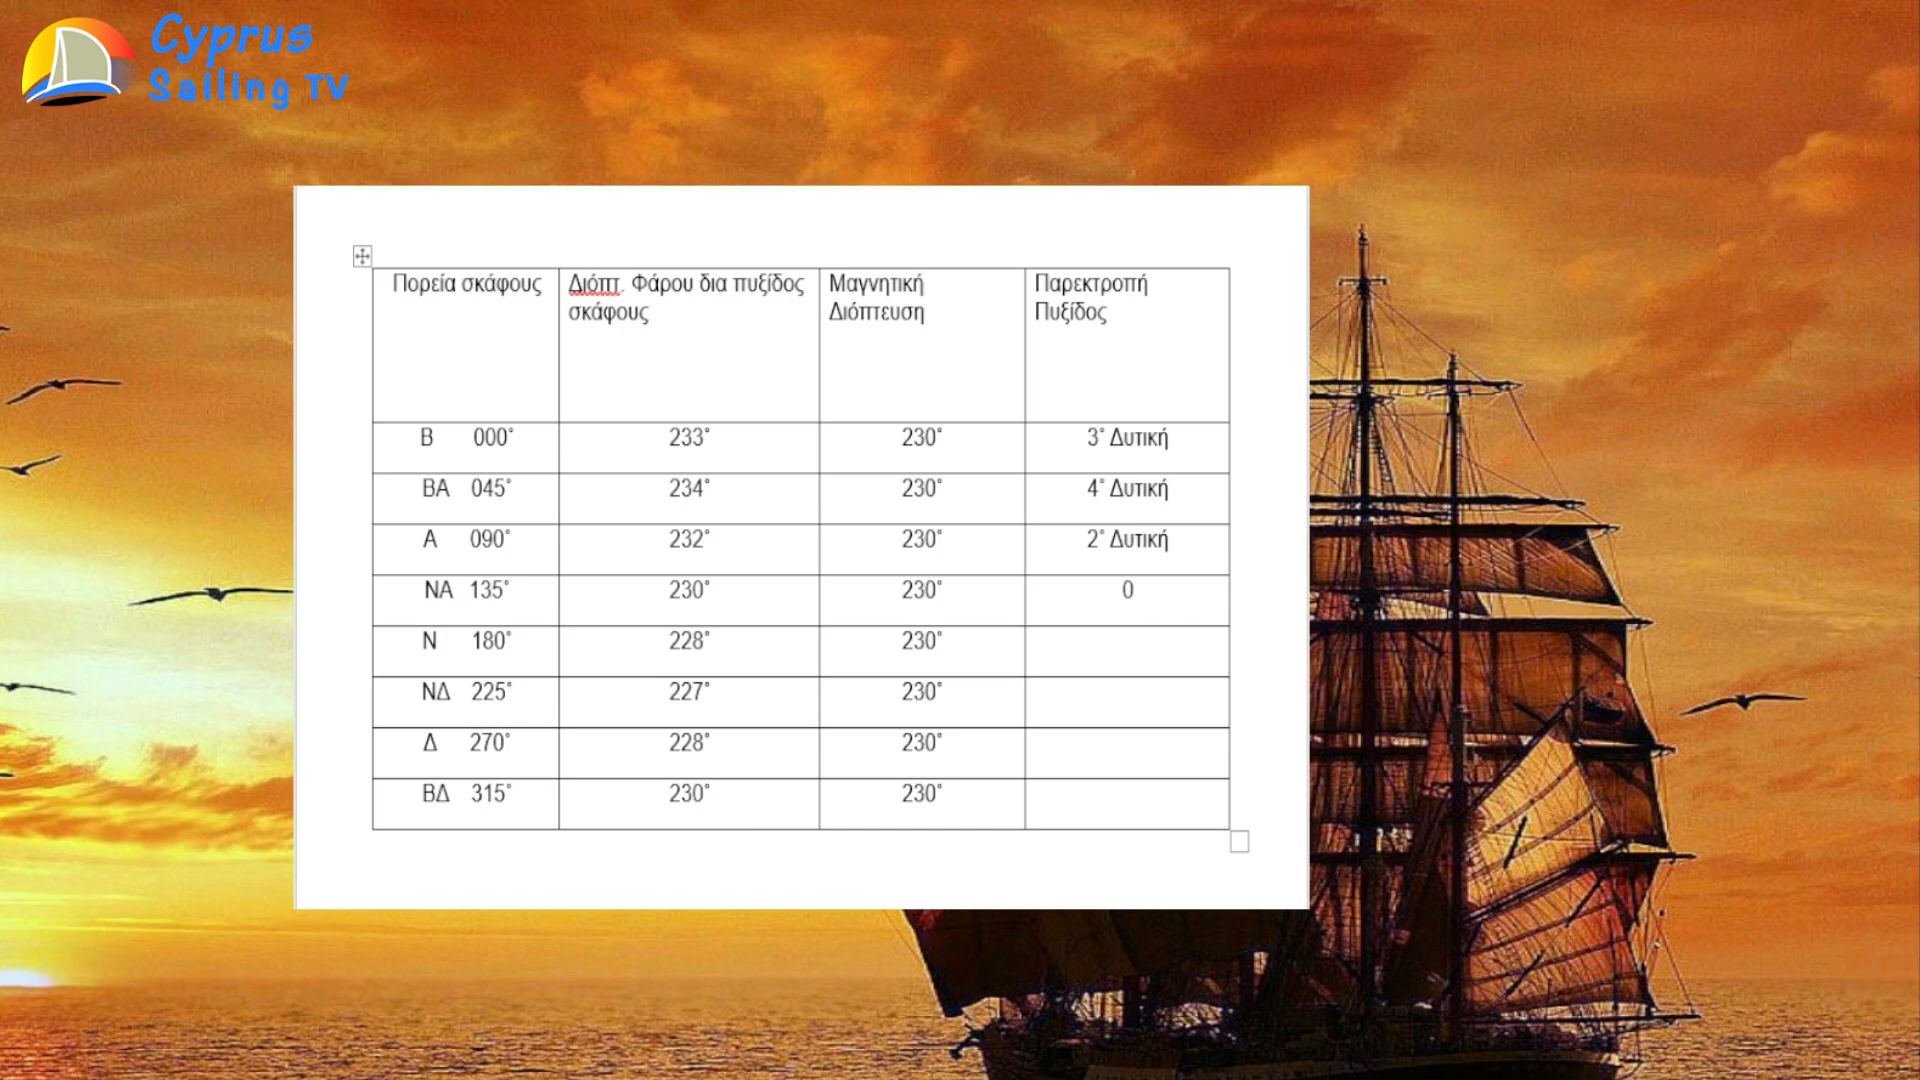 Cyprus
Sailing TV
Πορεία σκάφους Διόπτ. Φάρου δια πυξίδος σκάφους Μαγνητική Διόπτευση Παρεκτροπή Πυξίδος
Β 000° 233° 230° 3° Δυτική
ΒΑ 045° 234° 230° 4° Δυτική
Α 090° 232° 230° 2° Δυτική
ΝΑ 135° 230° 230° 0
Ν 180° 228° 230°
ΝΔ 225° 227° 230°
Δ 270° 228° 230°
ΒΔ 315° 230° 230°